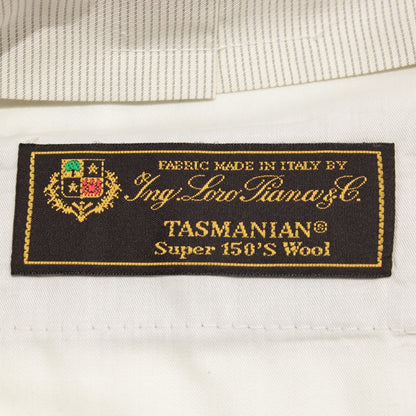 FABRIC MADE IN ITALY BY
Ing. Loro Piana & C.
TASMANIAN®
Super 150'S Wool